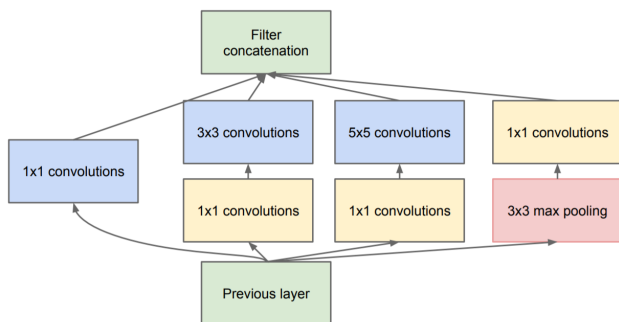 Filter
concatenation
3x3 convolutions
5x5 convolutions
1x1 convolutions
1x1 convolutions
1x1 convolutions
1x1 convolutions
3x3 max pooling
Previous layer